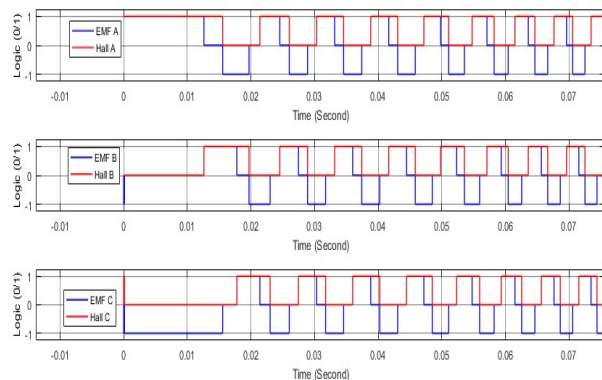 Logic (0/1)
1
0
-1
EMF A
Hall A
-0.01 0 0.01 0.02 0.03 0.04 0.05 0.06 0.07
Time (Second)
Logic (0/1)
1
0
-1
EMF B
Hall B
-0.01 0 0.01 0.02 0.03 0.04 0.05 0.06 0.07
Time (Second)
Logic (0/1)
1
0
-1
EMF C
Hall C
-0.01 0 0.01 0.02 0.03 0.04 0.05 0.06 0.07
Time (Second)